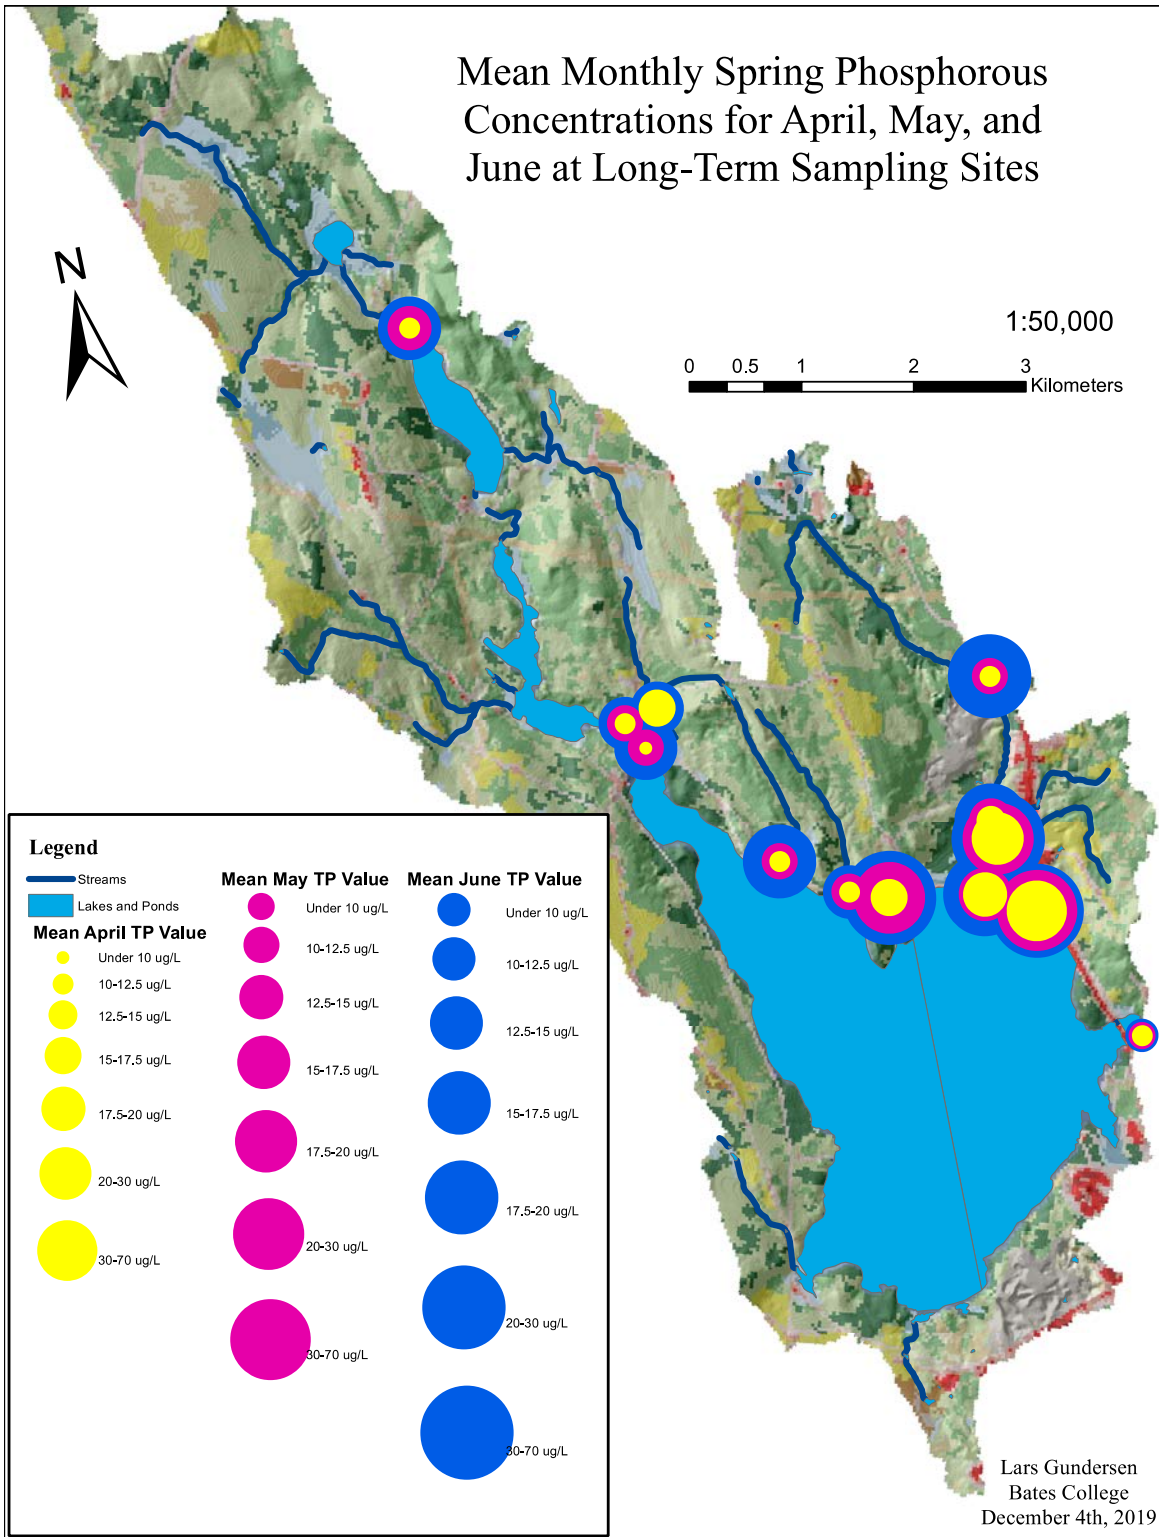 Mean Monthly Spring Phosphorous
Concentrations for April, May, and
June at Long-Term Sampling Sites
N
1:50,000
0 0.5 1 2 3
Kilometers
Legend
Streams
Lakes and Ponds
Mean April TP Value
Under 10 ug/L
10-12.5 ug/L
12.5-15 ug/L
15-17.5 ug/L
17.5-20 ug/L
20-30 ug/L
30-70 ug/L
Mean May TP Value
Under 10 ug/L
10-12.5 ug/L
12.5-15 ug/L
15-17.5 ug/L
17.5-20 ug/L
20-30 ug/L
30-70 ug/L
Mean June TP Value
Under 10 ug/L
10-12.5 ug/L
12.5-15 ug/L
15-17.5 ug/L
17.5-20 ug/L
20-30 ug/L
30-70 ug/L
Lars Gundersen
Bates College
December 4th, 2019